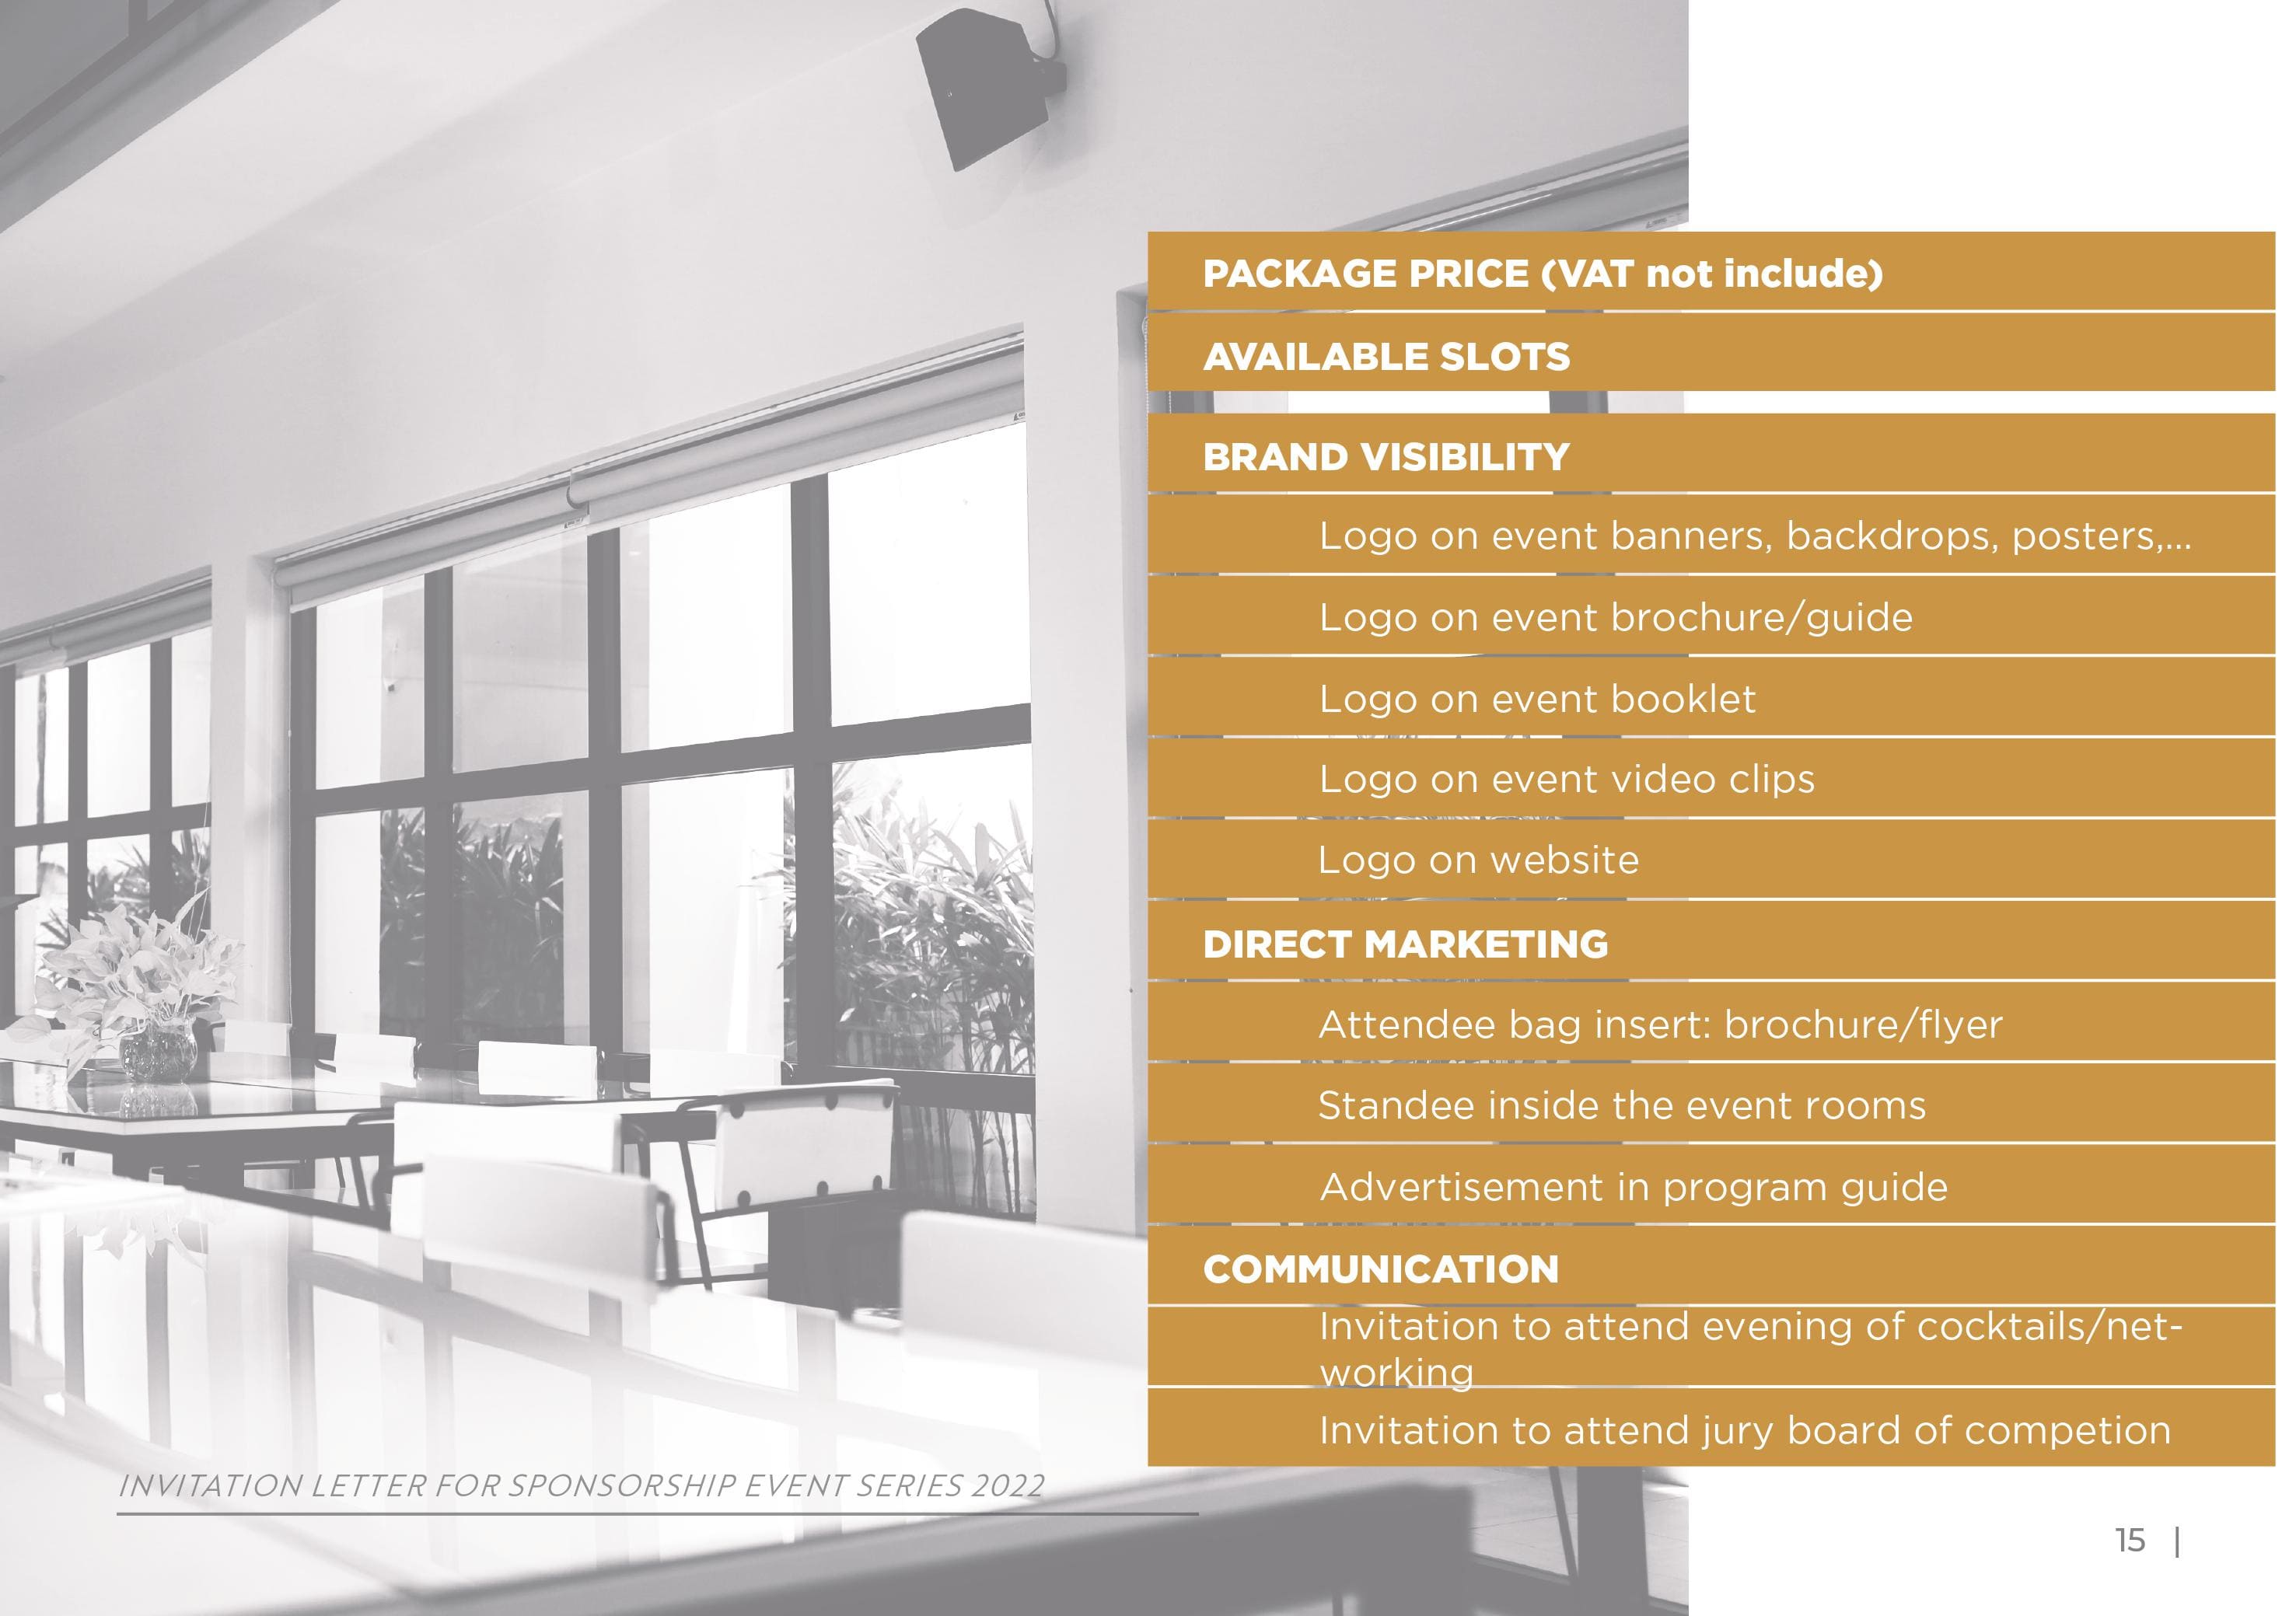 PACKAGE PRICE (VAT not include)
AVAILABLE SLOTS
BRAND VISIBILITY
Logo on event banners, backdrops, posters,...
Logo on event brochure/guide
Logo on event booklet
Logo on event video clips
Logo on website
DIRECT MARKETING
Attendee bag insert: brochure/flyer
Standee inside the event rooms
Advertisement in program guide
COMMUNICATION
Invitation to attend evening of cocktails/net-
working
Invitation to attend jury board of competion
INVITATION LETTER FOR SPONSORSHIP EVENT SERIES 2022
15 |